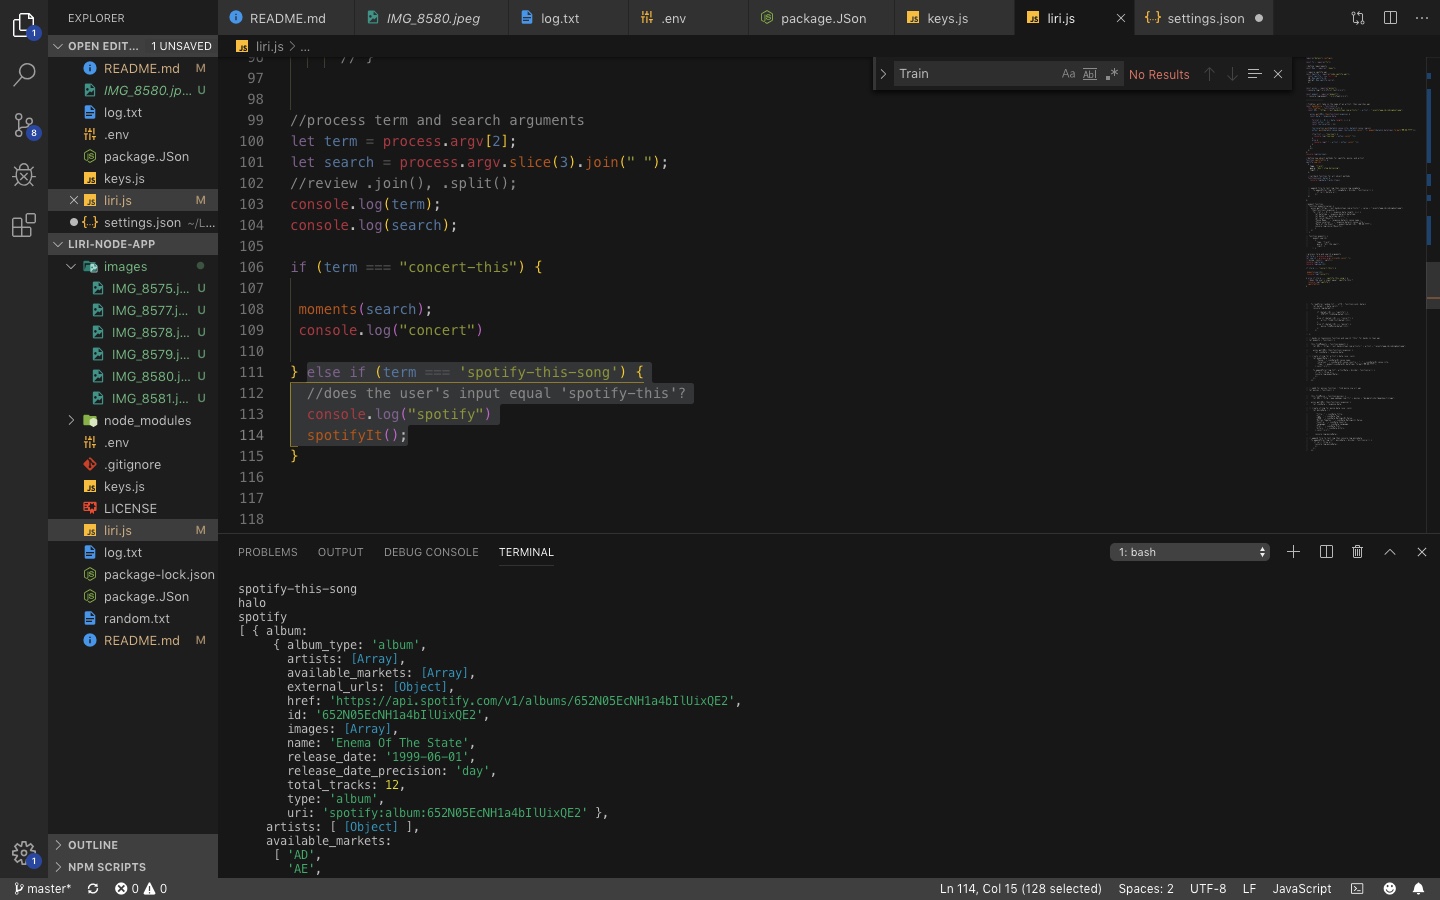 EXPLORER
README.md
IMG_8580.jpeg
log.txt
.env
package.JSon
keys.js
liri.js
settings.json
OPEN EDIT... 1 UNSAVED
README.md M
IMG_8580.jp... U
log.txt
.env
package.JSon
keys.js
liri.js M
settings.json ~/L...
LIRI-NODE-APP
images
IMG_8575.j... U
IMG_8577.j... U
IMG_8578.j... U
IMG_8579.j... U
IMG_8580.j... U
IMG_8581.j... U
node_modules
.env
.gitignore
keys.js
LICENSE
liri.js M
log.txt
package-lock.json
package.JSon
random.txt
README.md M
OUTLINE
NPM SCRIPTS
1
8
1
liri.js > ...
Train
Aa Abl .*
No Results
96 // }
97
98
99 //process term and search arguments
100 let term = process.argv[2];
101 let search = process.argv.slice(3).join(" ");
102 //review .join(), .split();
103 console.log(term);
104 console.log(search);
105
106 if (term === "concert-this") {
107
108 moments(search);
109 console.log("concert")
110
111 } else if (term === 'spotify-this-song') {
112 //does the user's input equal 'spotify-this'?
113 console.log("spotify")
114 spotifyIt();
115 }
116
117
118
PROBLEMS OUTPUT DEBUG CONSOLE TERMINAL
1: bash
spotify-this-song
halo
spotify
[ { album:
{ album_type: 'album',
artists: [Array],
available_markets: [Array],
external_urls: [Object],
href: 'https://api.spotify.com/v1/albums/652N05EcNH1a4bIlUixQE2',
id: '652N05EcNH1a4bIlUixQE2',
images: [Array],
name: 'Enema Of The State',
release_date: '1999-06-01',
release_date_precision: 'day',
total_tracks: 12,
type: 'album',
uri: 'spotify:album:652N05EcNH1a4bIlUixQE2' },
artists: [ [Object] ],
available_markets:
[ 'AD',
'AE',
master* 0 0 Ln 114, Col 15 (128 selected) Spaces: 2 UTF-8 LF JavaScript